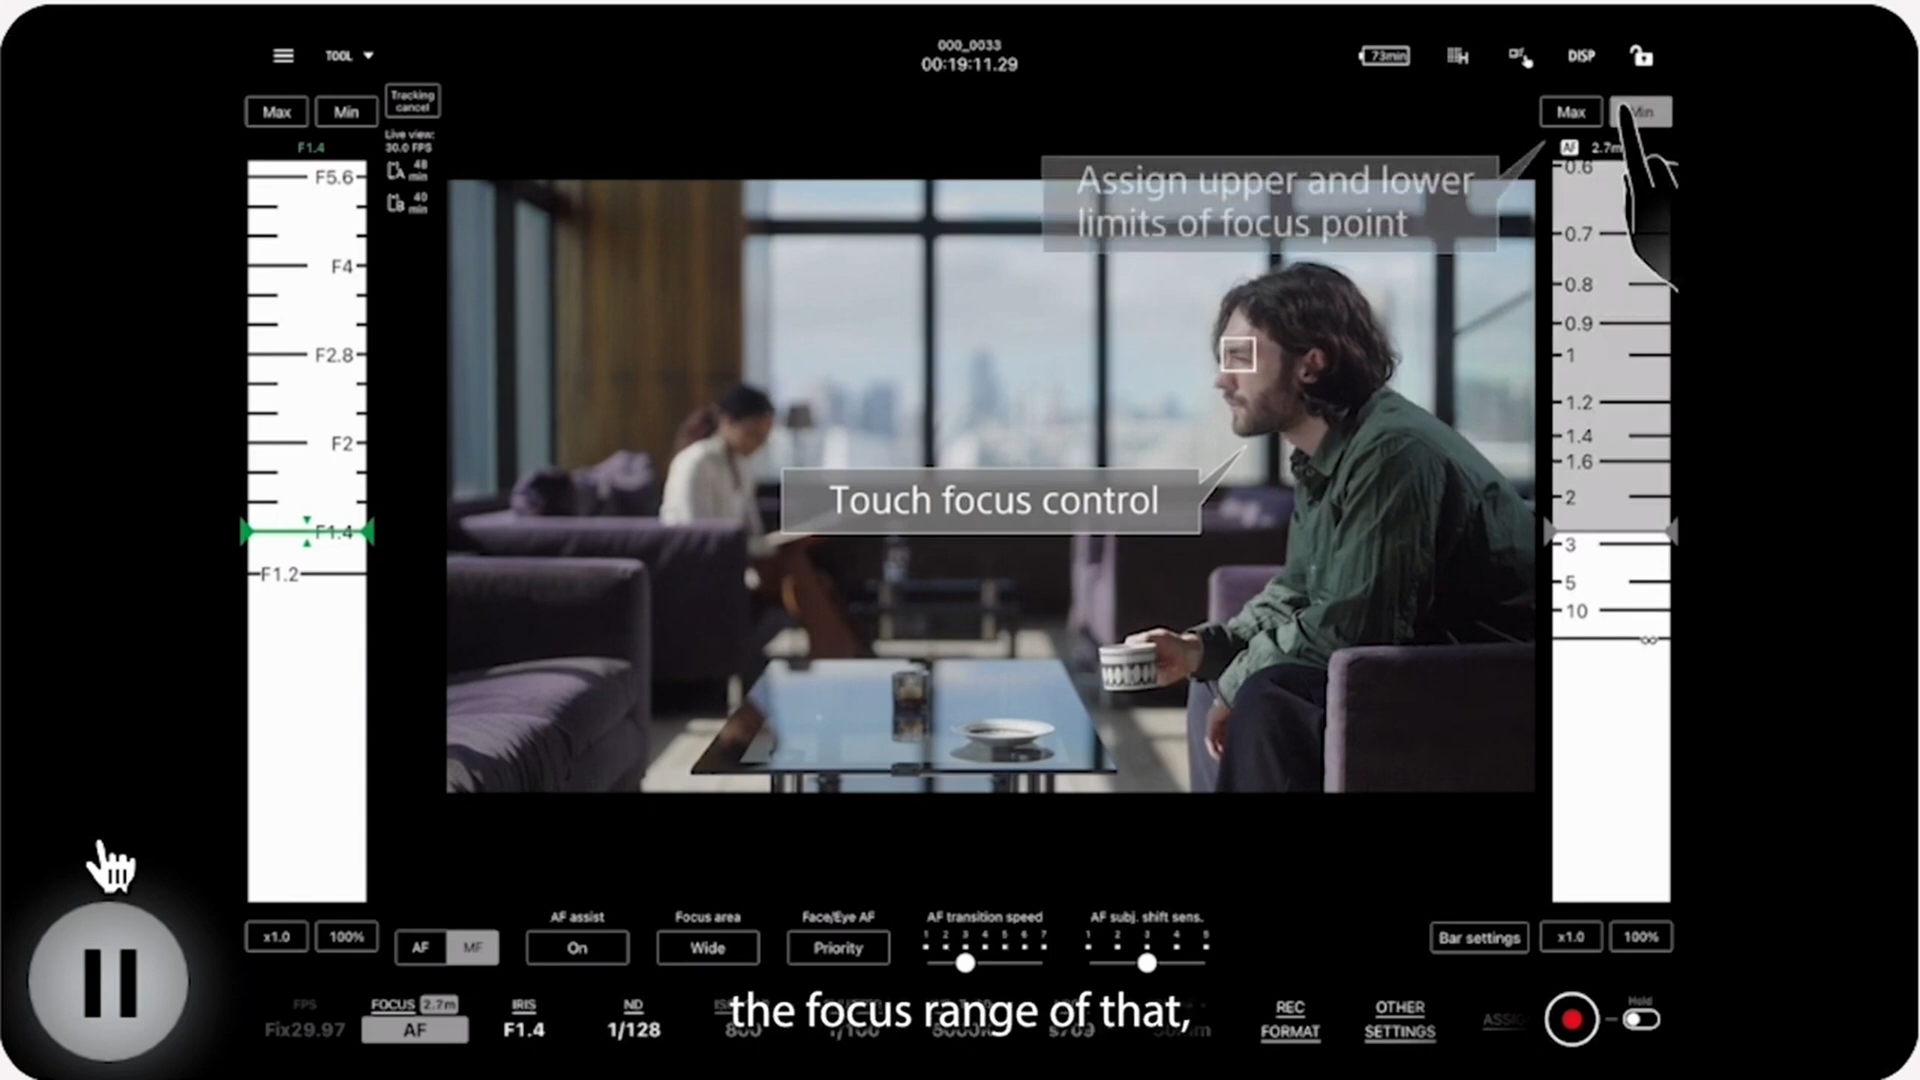 000_0033
TOOL
00:19:11.29
73min
DISP
Max
Min
Tracking
cancel
Max
Min
F1.4
Live view:
30.0 FPS
AF 2.7m
A 48
min
B 40
min
F5.6
F4
F2.8
F2
F1.4
F1.2
Assign upper and lower
limits of focus point
Touch focus control
0.6
0.7
0.8
0.9
1
1.2
1.4
1.6
2
3
5
10
∞
x1.0
100%
AF
MF
AF assist
On
Focus area
Wide
Face/Eye AF
Priority
AF transition speed
1 2 3 4 5 6 7
AF subj. shift sens.
1 2 3 4 5
Bar settings
x1.0
100%
FPS
Fix29.97
FOCUS 2.7m
AF
IRIS
F1.4
ND
1/128
800
the focus range of that,
REC
FORMAT
OTHER
SETTINGS
Hold